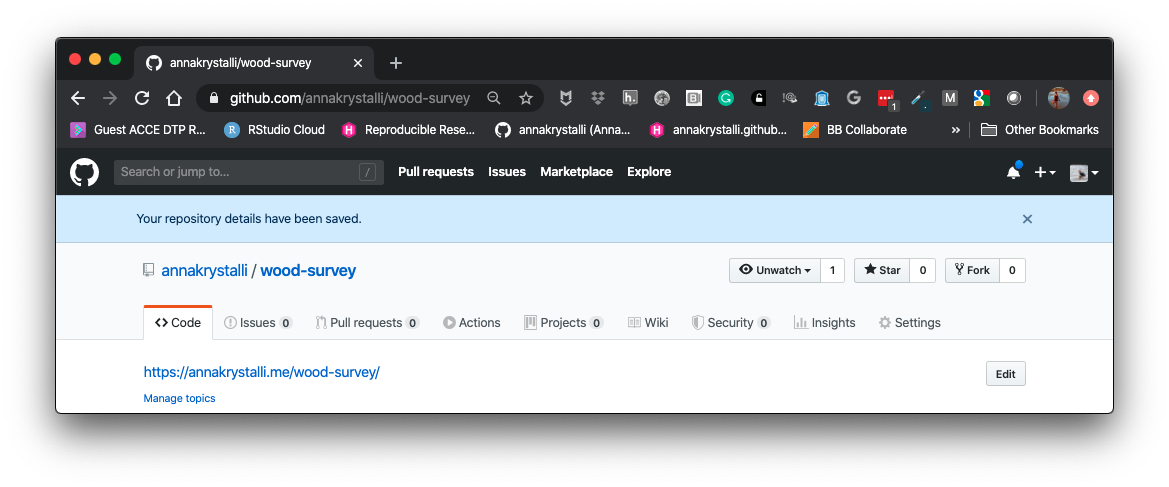 annakrystalli/wood-survey
github.com/annakrystalli/wood-survey
h. B G 1 M
Guest ACCE DTP R... R RStudio Cloud H Reproducible Rese... annakrystalli (Anna... H annakrystalli.github... BB Collaborate » Other Bookmarks
Search or jump to... / Pull requests Issues Marketplace Explore
Your repository details have been saved.
annakrystalli / wood-survey Unwatch 1 Star 0 Fork 0
Code Issues 0 Pull requests 0 Actions Projects 0 Wiki Security 0 Insights Settings
https://annakrystalli.me/wood-survey/ Edit
Manage topics